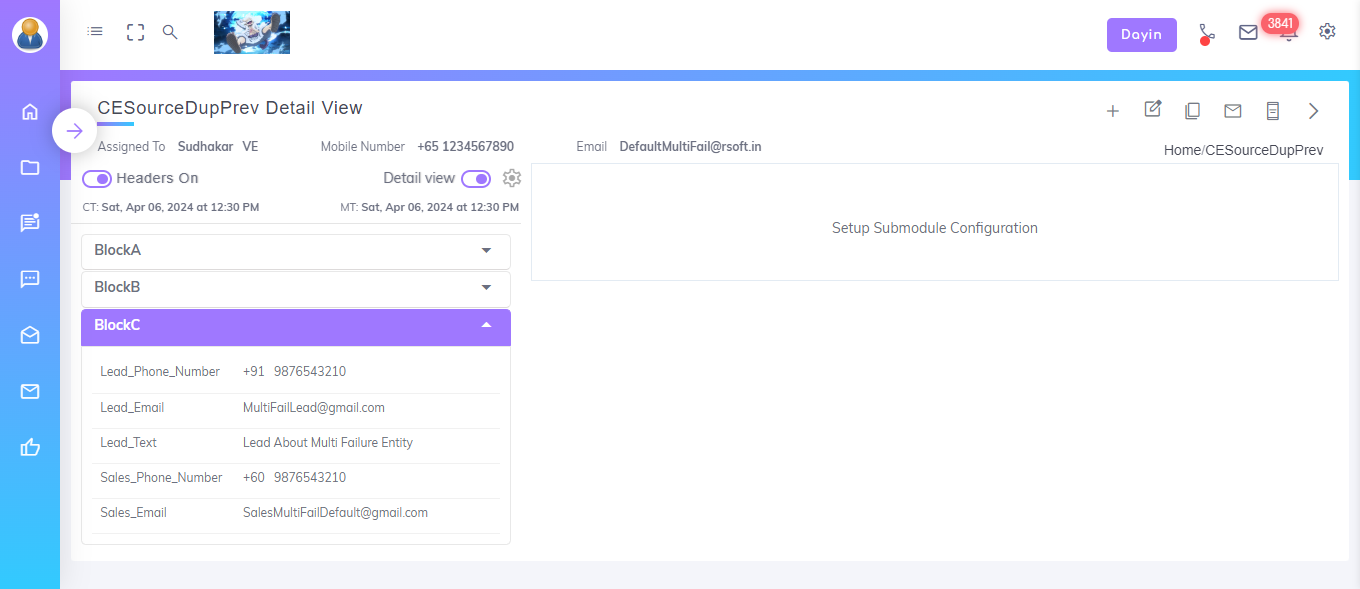 Dayin
3841
CESourceDupPrev Detail View
Assigned To Sudhakar VE Mobile Number +65 1234567890 Email DefaultMultiFail@rsoft.in
Home/CESourceDupPrev
Headers On Detail view
CT: Sat, Apr 06, 2024 at 12:30 PM MT: Sat, Apr 06, 2024 at 12:30 PM
Setup Submodule Configuration
BlockA
BlockB
BlockC
Lead_Phone_Number +91 9876543210
Lead_Email MultiFailLead@gmail.com
Lead_Text Lead About Multi Failure Entity
Sales_Phone_Number +60 9876543210
Sales_Email SalesMultiFailDefault@gmail.com